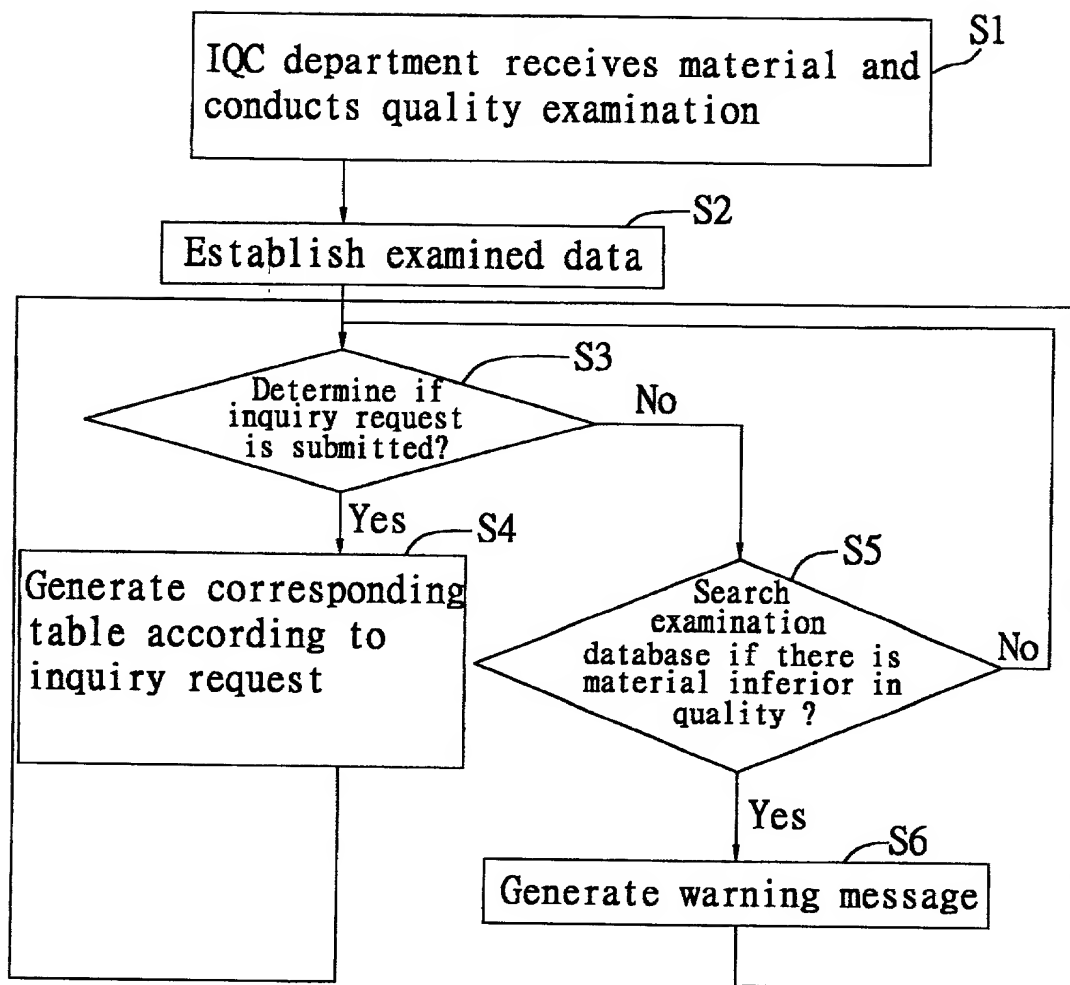 S1
IQC department receives material and
conducts quality examination
S2
Establish examined data
S3
Determine if
inquiry request
is submitted?
No
Yes
S4
Generate corresponding
table according to
inquiry request
S5
Search
examination
database if there is
material inferior in
quality ?
No
Yes
S6
Generate warning message